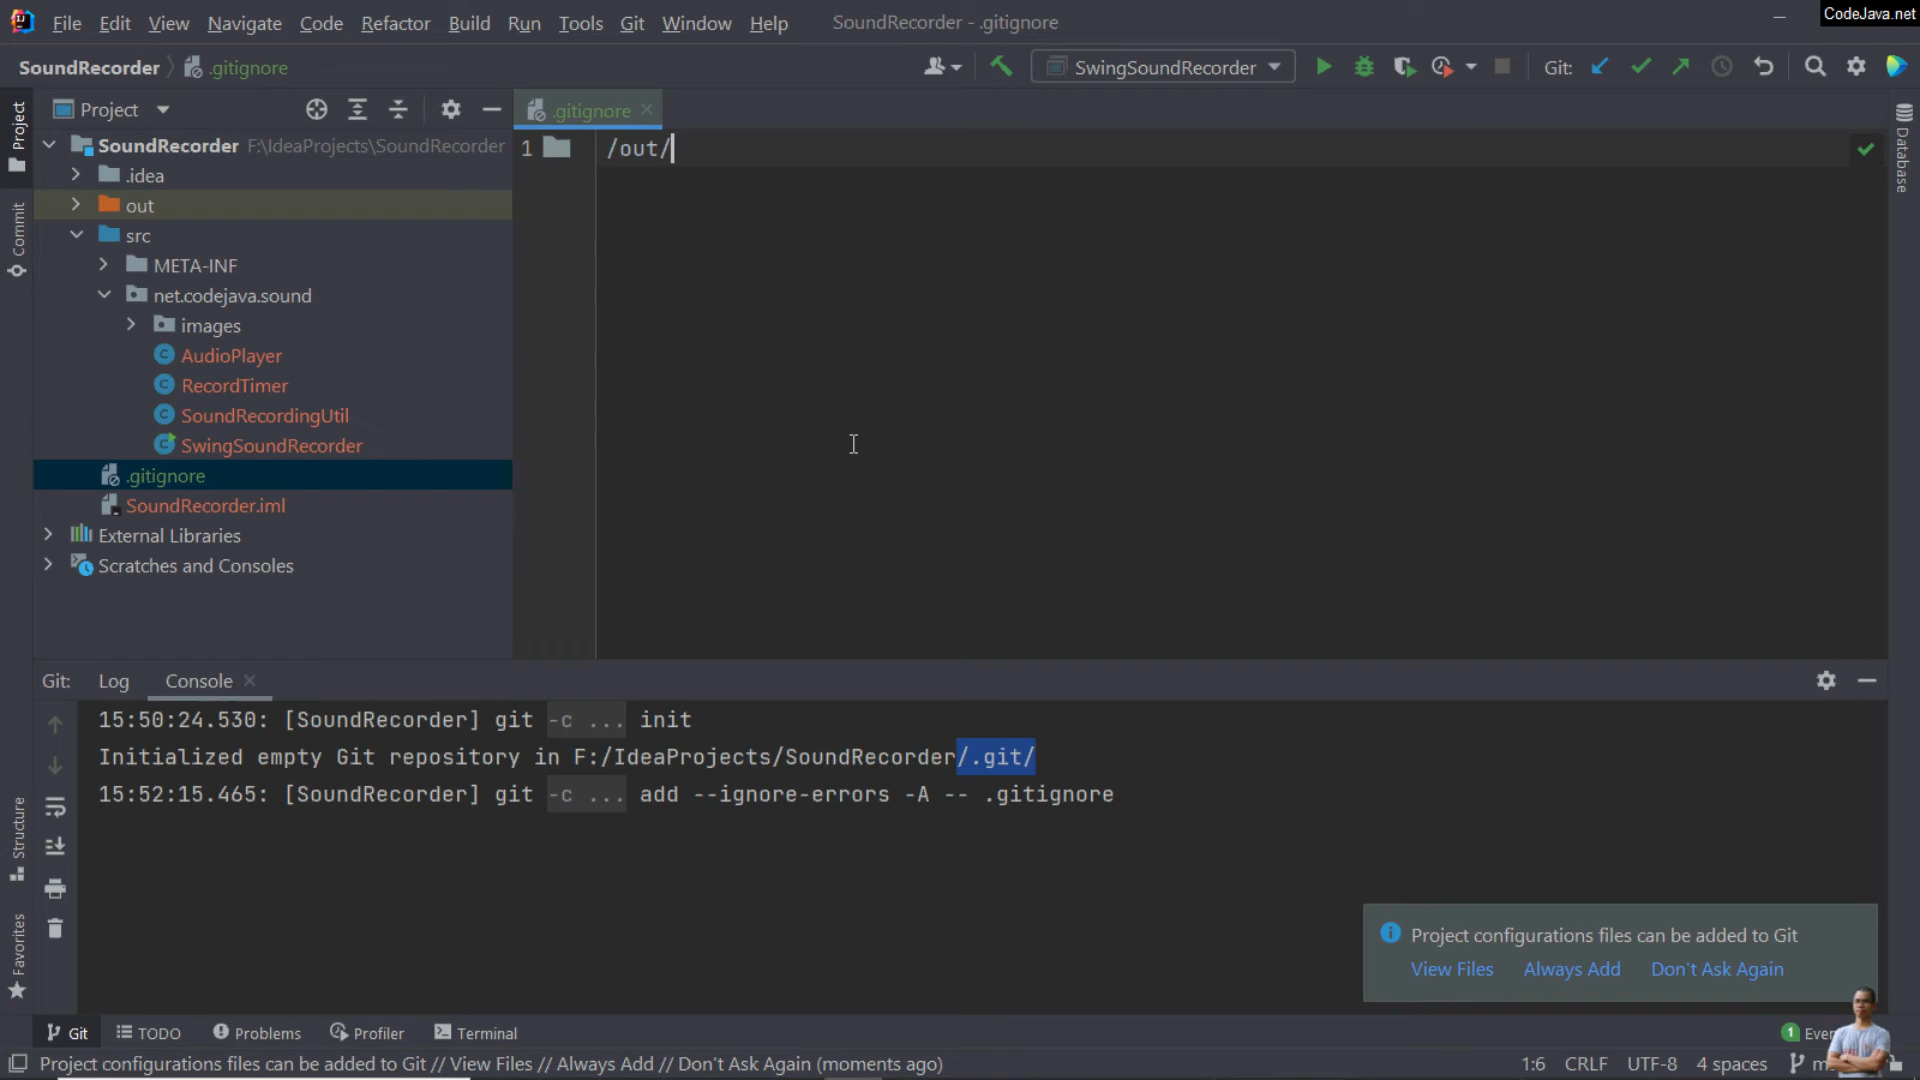 File Edit View Navigate Code Refactor Build Run Tools Git Window Help SoundRecorder - .gitignore
CodeJava.net
SoundRecorder .gitignore
SwingSoundRecorder
Git:
Project
.gitignore
Project
Commit
Structure
Favorites
Database
SoundRecorder F:\IdeaProjects\SoundRecorder
.idea
out
src
META-INF
net.codejava.sound
images
AudioPlayer
RecordTimer
SoundRecordingUtil
SwingSoundRecorder
.gitignore
SoundRecorder.iml
External Libraries
Scratches and Consoles
1 /out/
Git: Log Console
15:50:24.530: [SoundRecorder] git -c ... init
Initialized empty Git repository in F:/IdeaProjects/SoundRecorder/.git/
15:52:15.465: [SoundRecorder] git -c ... add --ignore-errors -A -- .gitignore
Project configurations files can be added to Git
View Files Always Add Don't Ask Again
Git TODO Problems Profiler Terminal
1
Project configurations files can be added to Git // View Files // Always Add // Don't Ask Again (moments ago)
1:6 CRLF UTF-8 4 spaces